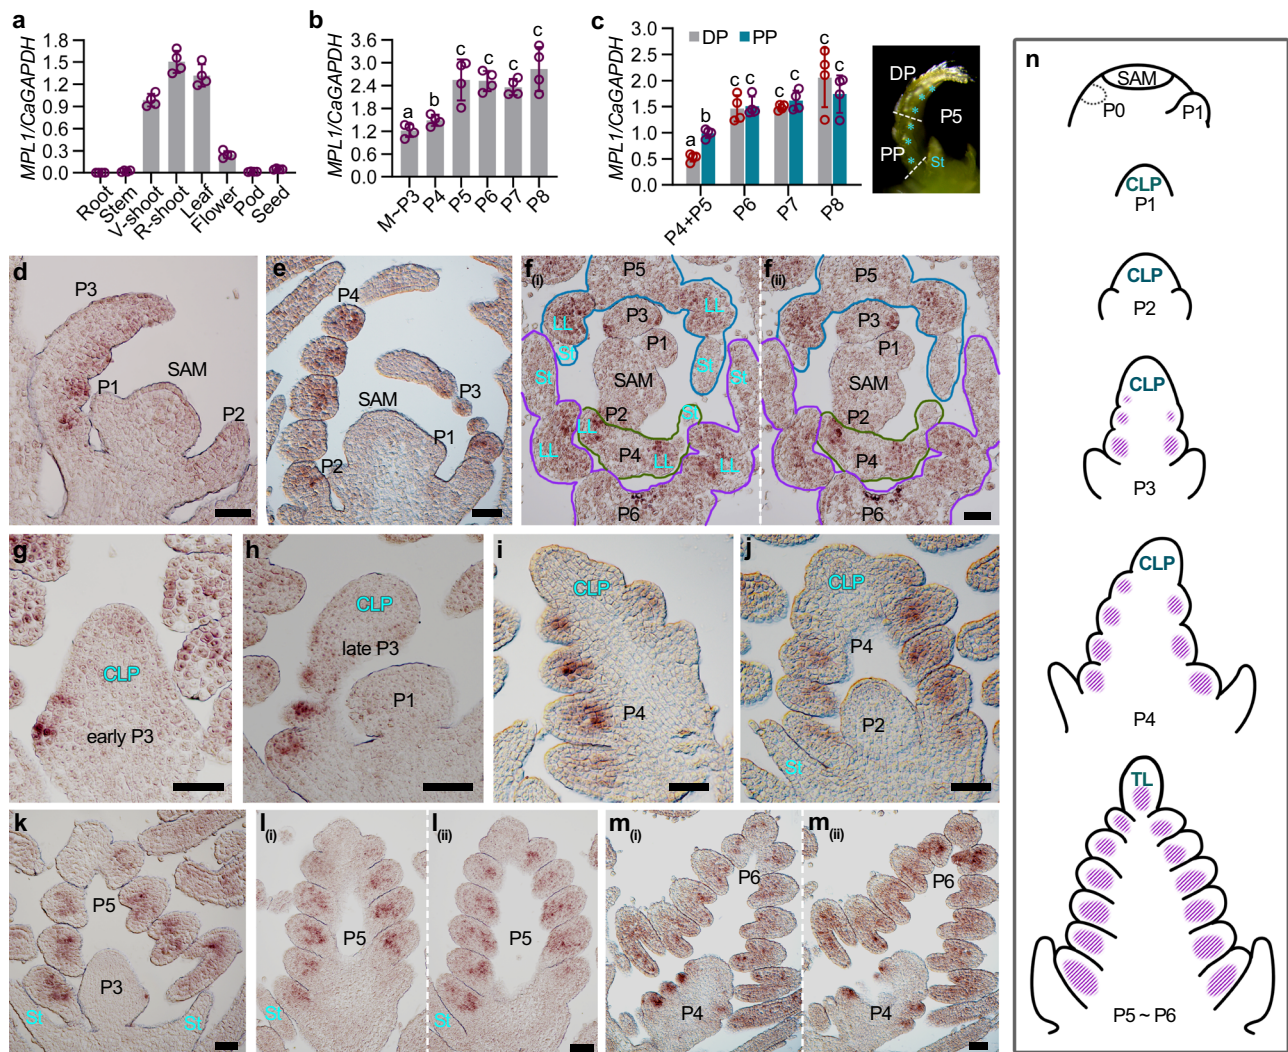 a
MPL1/CaGAPDH
1.8
1.5
1.2
0.9
0.6
0.3
0.0
Root
Stem
V-shoot
R-shoot
Leaf
Flower
Pod
Seed
b
MPL1/CaGAPDH
3.6
3.0
2.4
1.8
1.2
0.6
0.0
a
b
c
c
c
c
M~P3
P4
P5
P6
P7
P8
c
MPL1/CaGAPDH
3.0
2.5
2.0
1.5
1.0
0.5
0.0
DP PP
a
b
c c
c c
c c
P4+P5
P6
P7
P8
DP
P5
PP
St
d
P3
P1
SAM
P2
e
P4
SAM
P3
P1
P2
f(i)
P5
LL
P3
LL
P1
St
St
St
SAM
P2
St
LL
LL
P4
LL
LL
P6
f(ii)
P5
P3
P1
SAM
P2
P4
P6
g
CLP
early P3
h
CLP
late P3
P1
i
CLP
P4
j
CLP
P4
P2
St
k
P5
P3
St
St
l(i)
P5
St
l(ii)
P5
St
m(i)
P6
P4
m(ii)
P6
P4
n
SAM
P0
P1
CLP
P1
CLP
P2
CLP
P3
CLP
P4
TL
P5 ~ P6